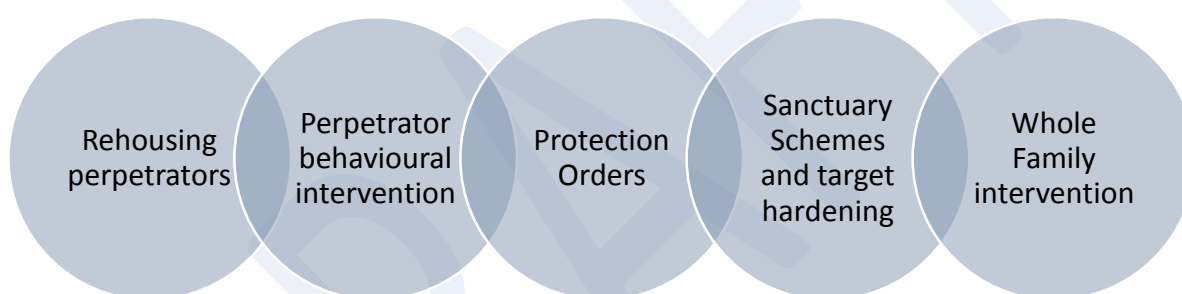 Rehousing
perpetrators
Perpetrator
behavioural
intervention
Protection
Orders
Sanctuary
Schemes
and target
hardening
Whole
Family
intervention